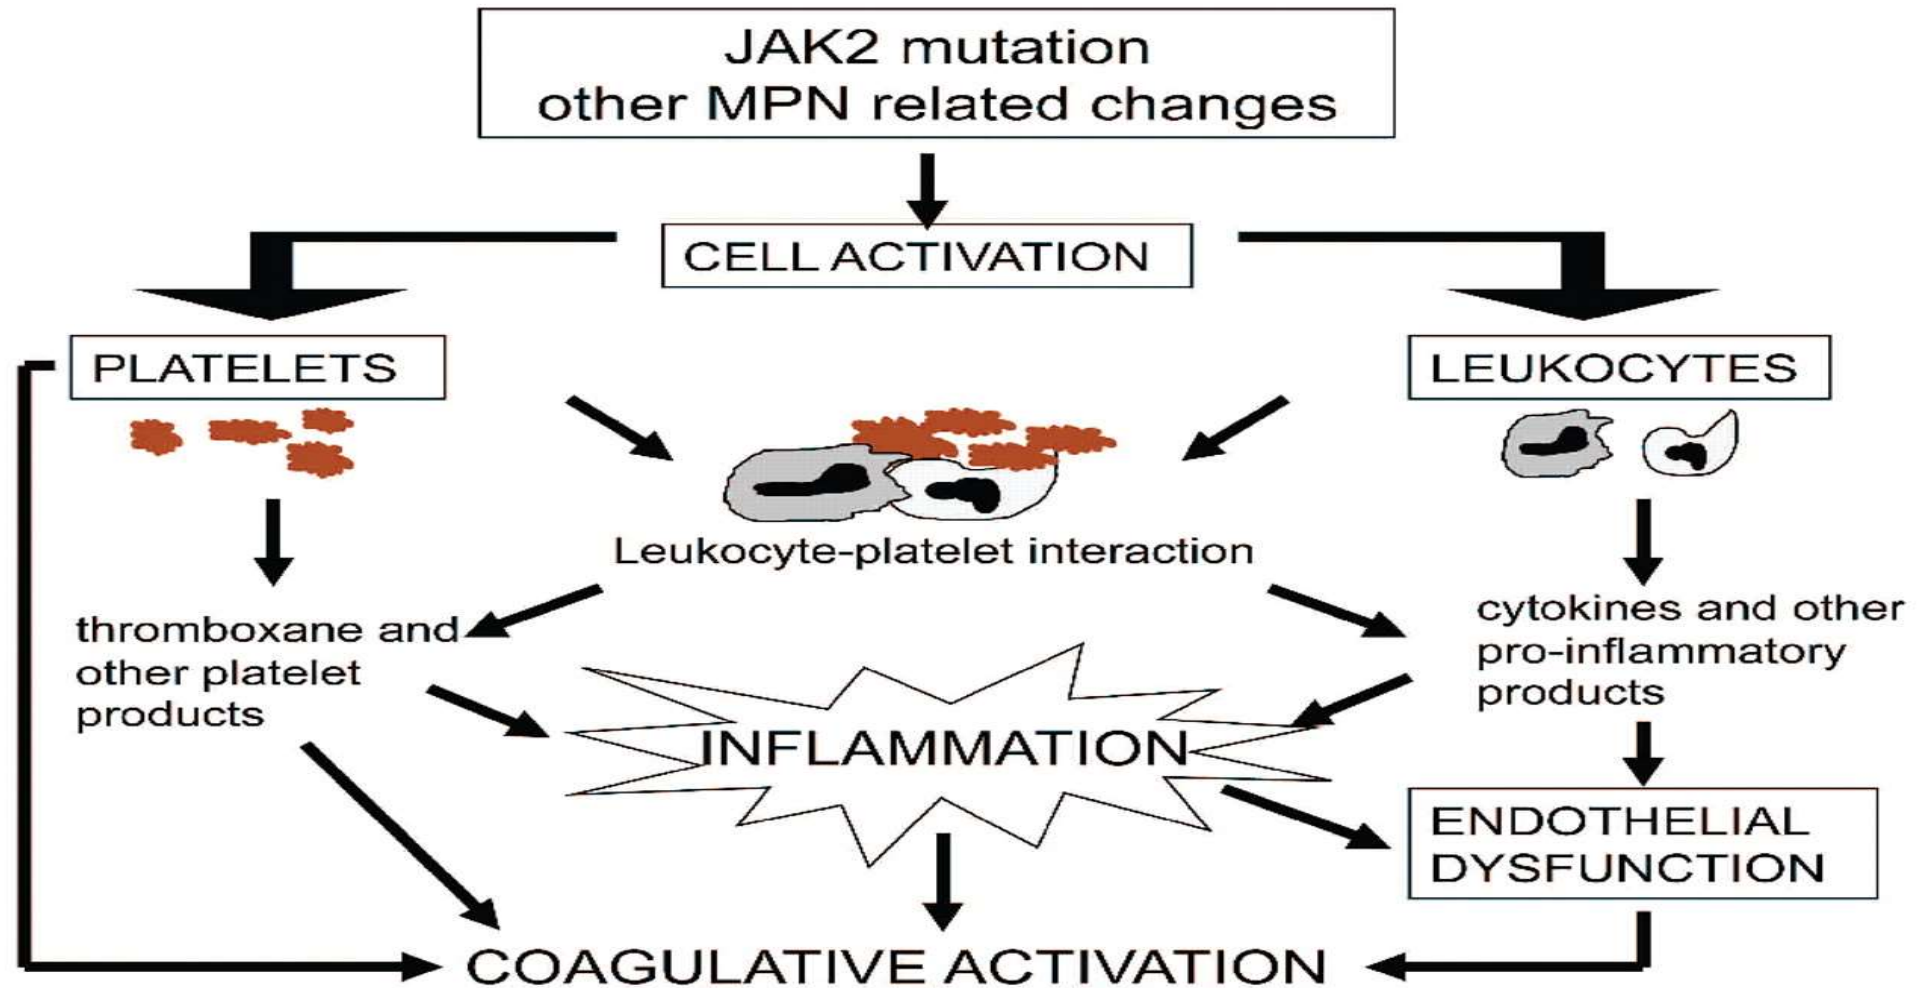 JAK2 mutation
other MPN related changes
CELL ACTIVATION
PLATELETS
LEUKOCYTES
Leukocyte-platelet interaction
thromboxane and
other platelet
products
cytokines and other
pro-inflammatory
products
INFLAMMATION
ENDOTHELIAL
DYSFUNCTION
COAGULATIVE ACTIVATION